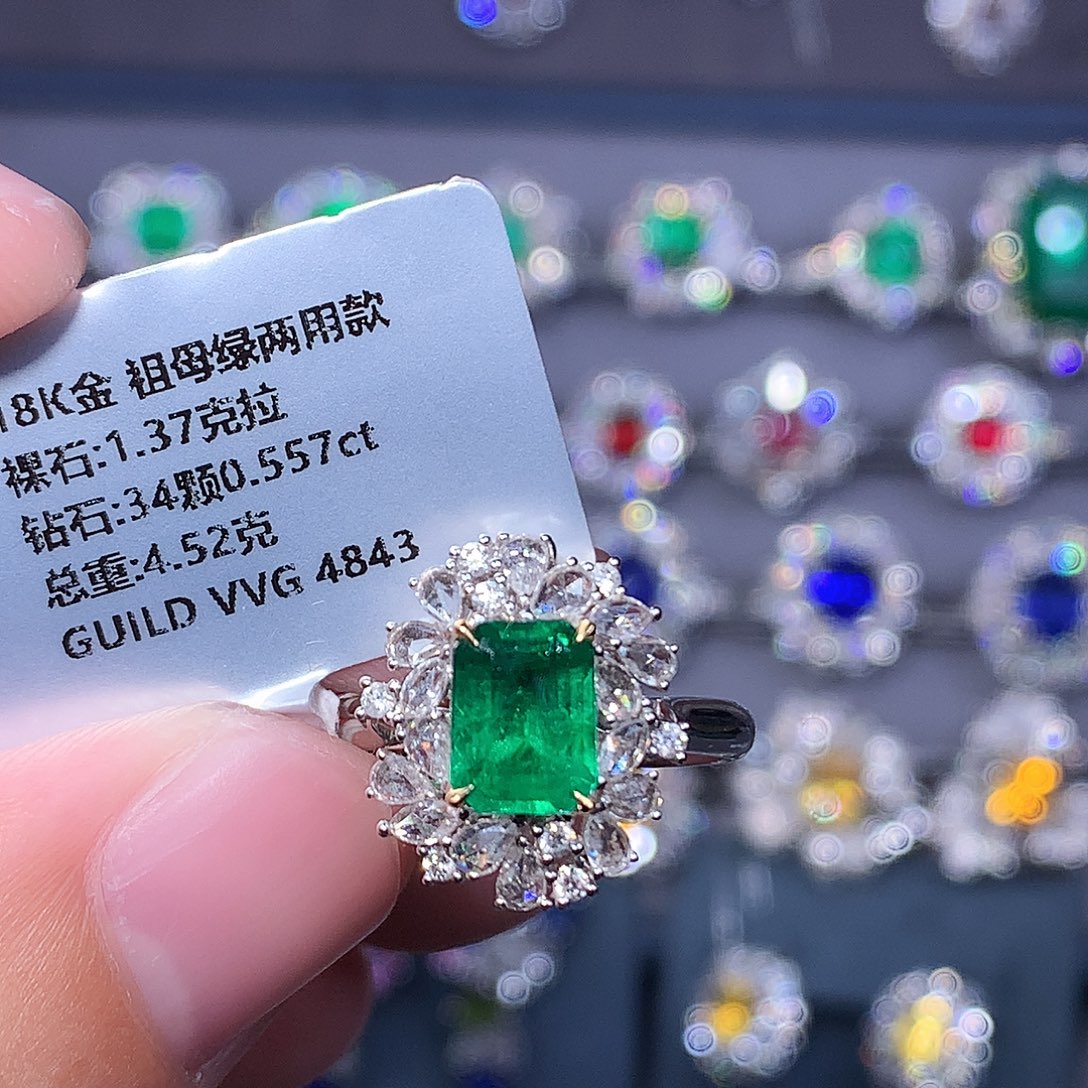 18K金 祖母绿两用款
裸石:1.37克拉
钻石:34颗0.557ct
总重:4.52克
GUILD VVG 4843